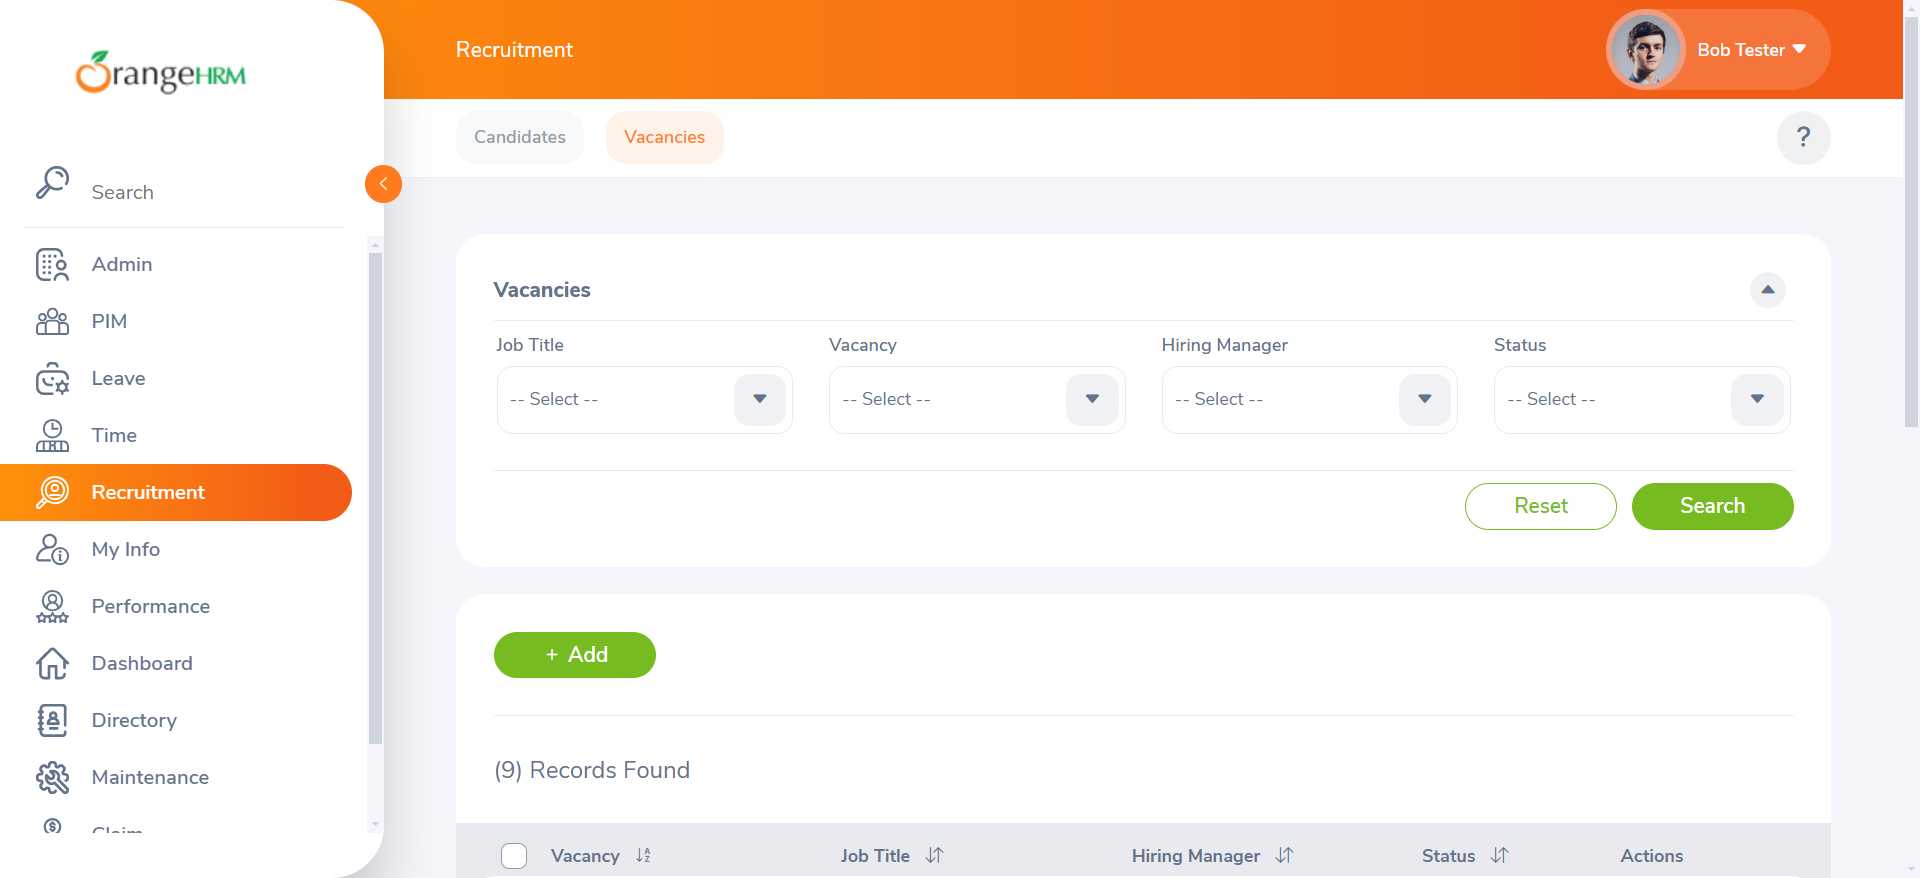 OrangeHRM
Recruitment
Bob Tester
Candidates
Vacancies
?
Search
Admin
PIM
Leave
Time
Recruitment
My Info
Performance
Dashboard
Directory
Maintenance
Claim
Vacancies
Job Title
Vacancy
Hiring Manager
Status
-- Select --
-- Select --
-- Select --
-- Select --
Reset
Search
+ Add
(9) Records Found
Vacancy
Job Title
Hiring Manager
Status
Actions